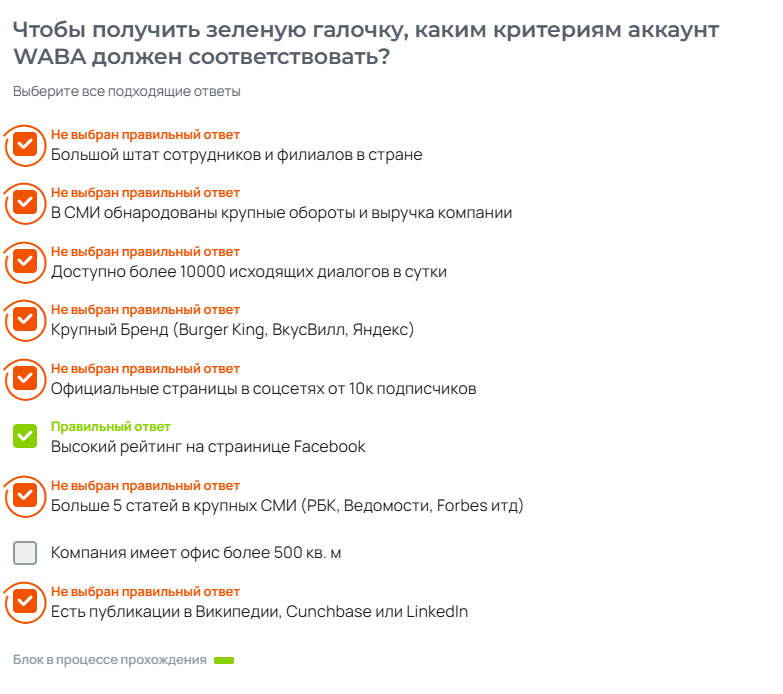 Чтобы получить зеленую галочку, каким критериям аккаунт
WABA должен соответствовать?
Выберите все подходящие ответы
Не выбран правильный ответ
Большой штат сотрудников и филиалов в стране
Не выбран правильный ответ
В СМИ обнародованы крупные обороты и выручка компании
Не выбран правильный ответ
Доступно более 10000 исходящих диалогов в сутки
Не выбран правильный ответ
Крупный Бренд (Burger King, ВкусВилл, Яндекс)
Не выбран правильный ответ
Официальные страницы в соцсетях от 10к подписчиков
Правильный ответ
Высокий рейтинг на страинице Facebook
Не выбран правильный ответ
Больше 5 статей в крупных СМИ (РБК, Ведомости, Forbes итд)
Компания имеет офис более 500 кв. м
Не выбран правильный ответ
Есть публикации в Википедии, Cunchbase или LinkedIn
Блок в процессе прохождения